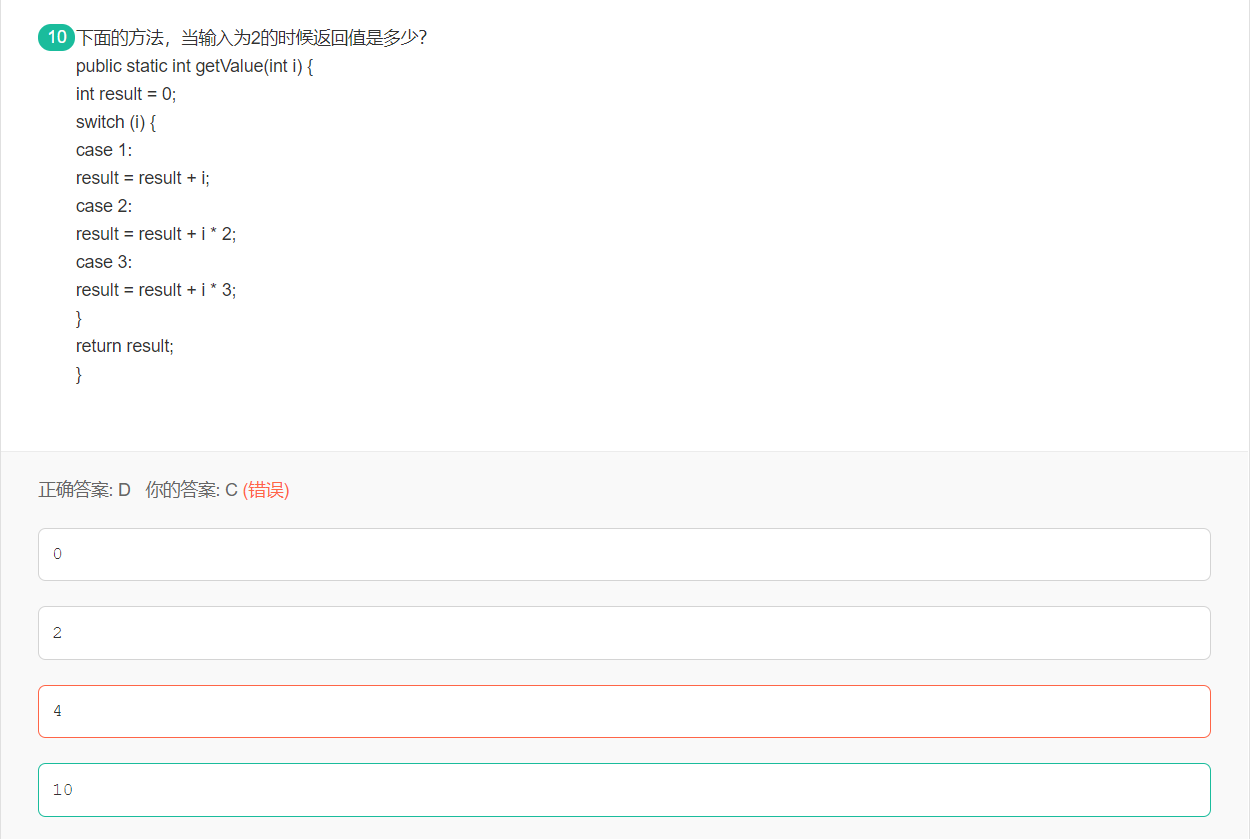 10 下面的方法，当输入为2的时候返回值是多少?
public static int getValue(int i) {
int result = 0;
switch (i) {
case 1:
result = result + i;
case 2:
result = result + i * 2;
case 3:
result = result + i * 3;
}
return result;
}
正确答案: D 你的答案: C (错误)
0
2
4
10